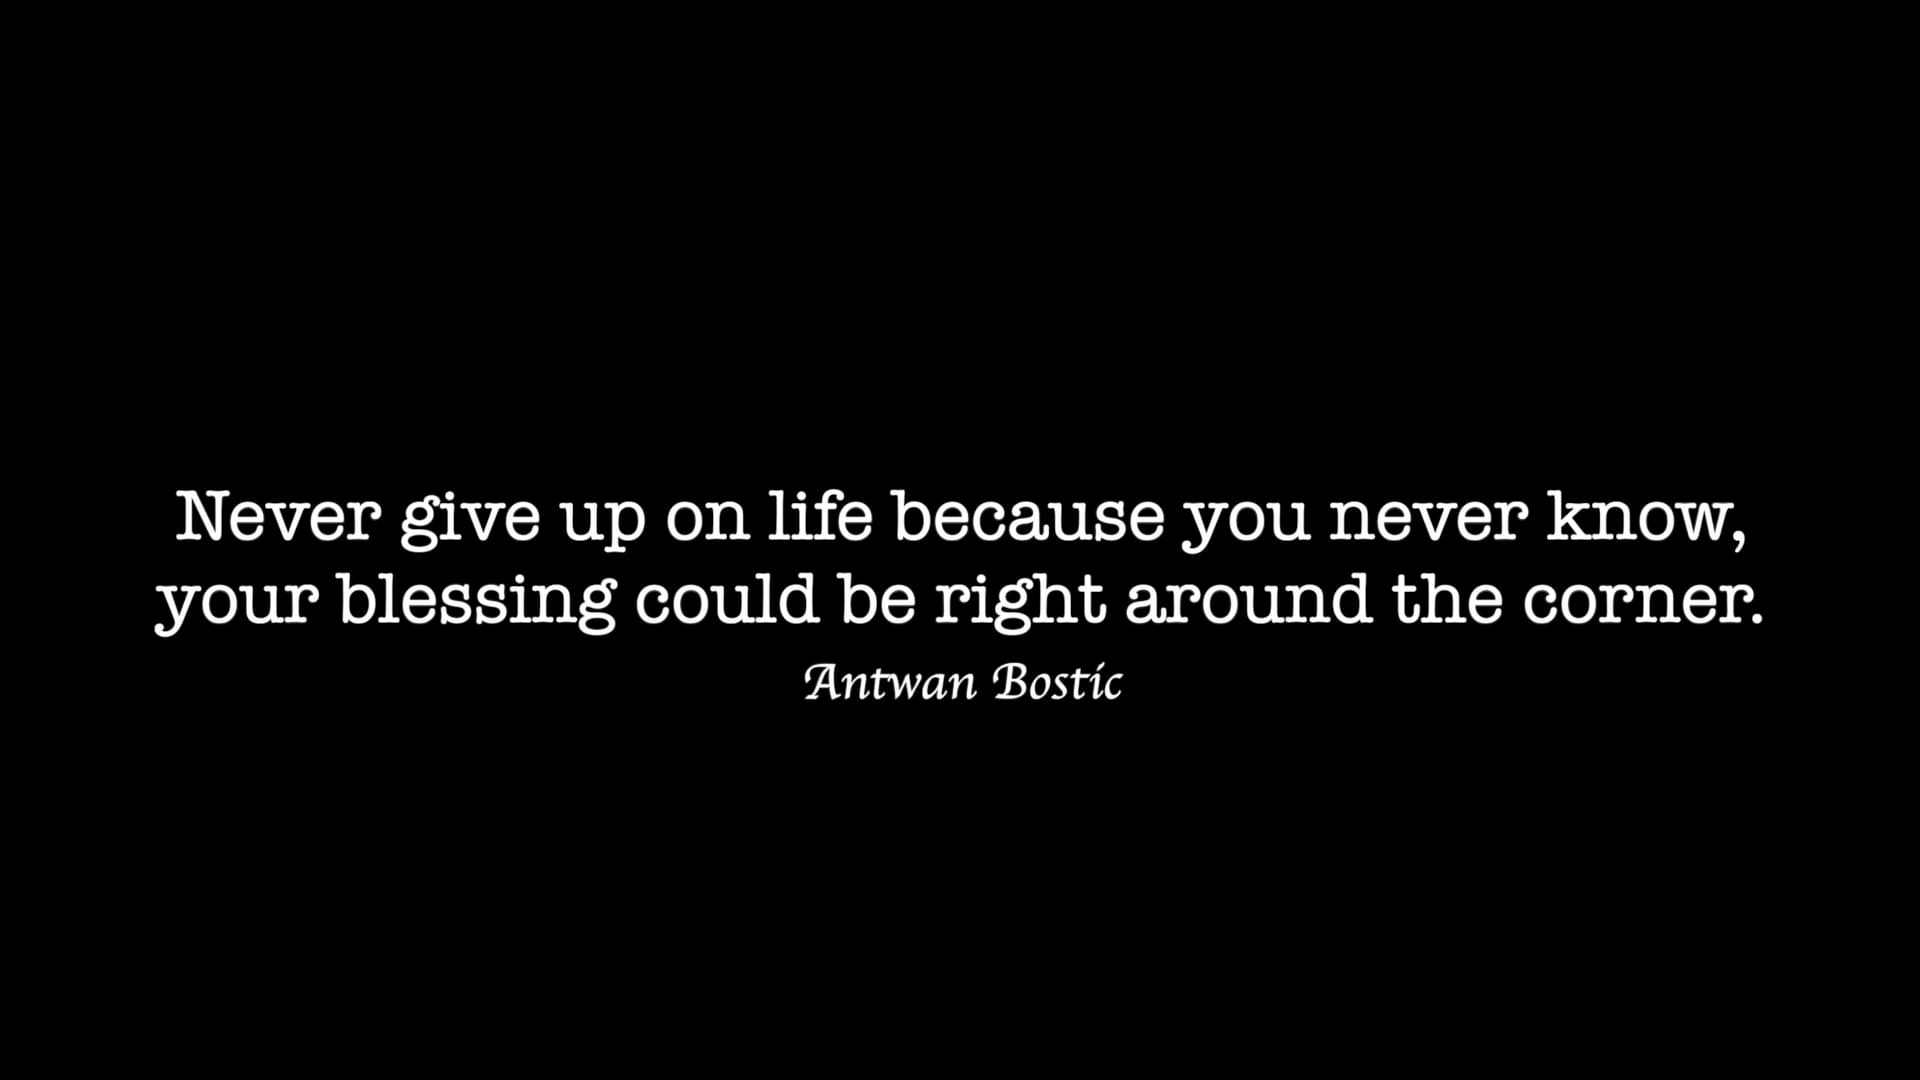 Never give up on life because you never know,
your blessing could be right around the corner.
Antwan Bostic